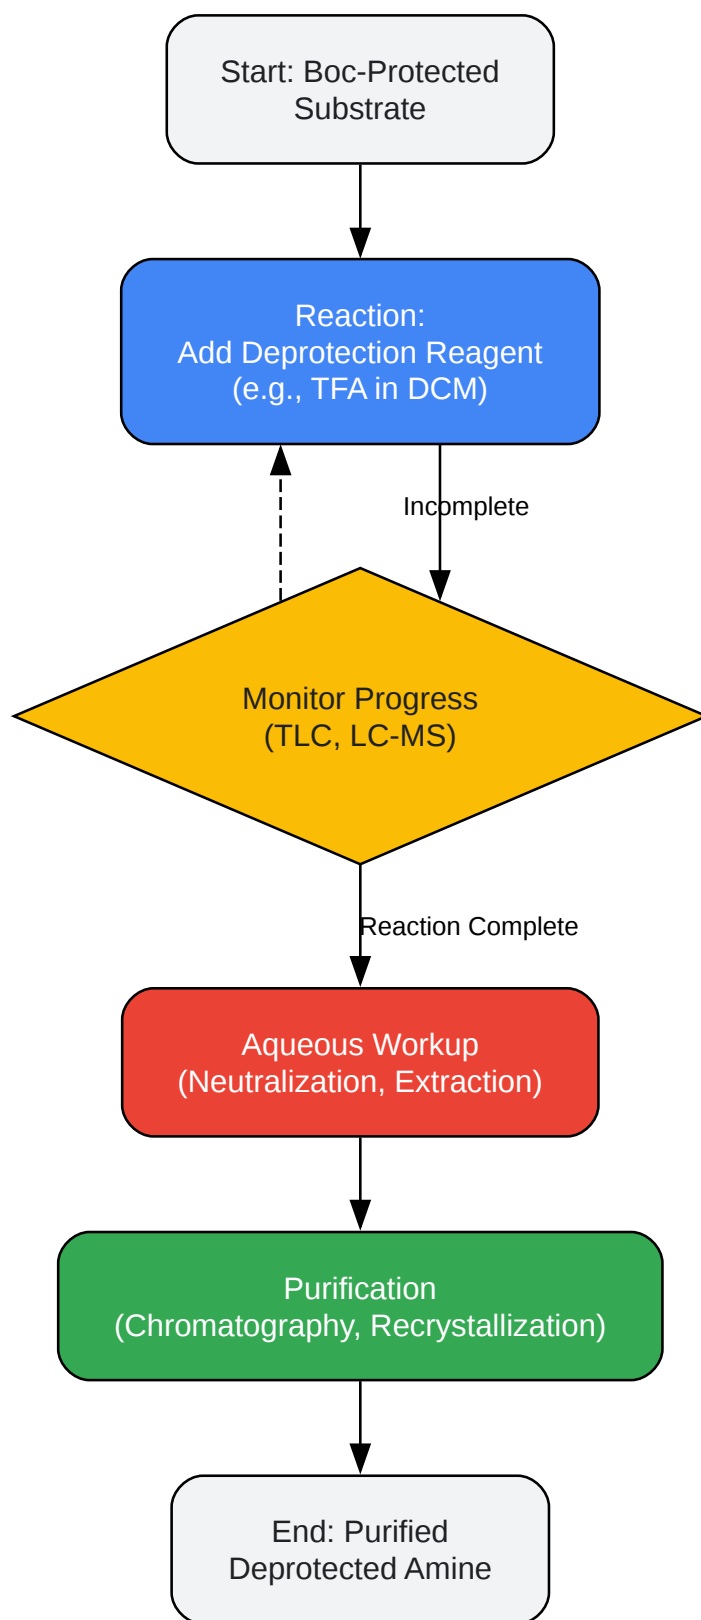 Start: Boc-Protected
Substrate
Reaction:
Add Deprotection Reagent
(e.g., TFA in DCM)
Incomplete
Monitor Progress
(TLC, LC-MS)
Reaction Complete
Aqueous Workup
(Neutralization, Extraction)
Purification
(Chromatography, Recrystallization)
End: Purified
Deprotected Amine